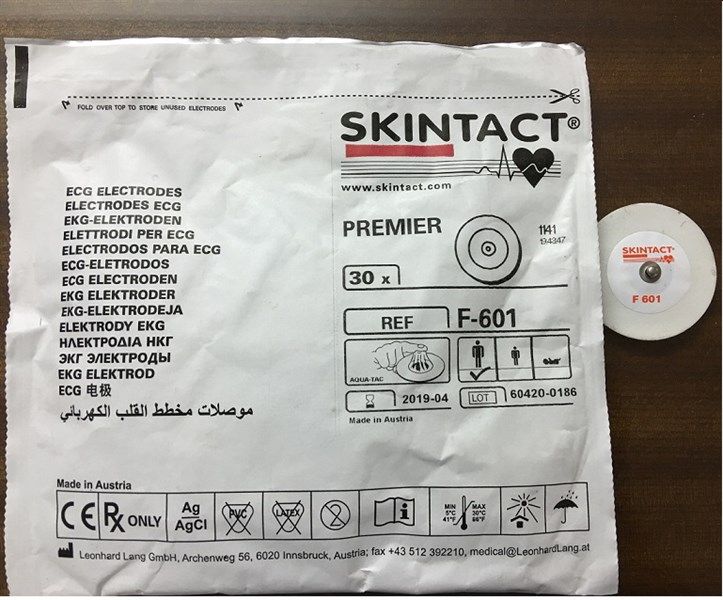 FOLD OVER TOP TO STORE UNUSED ELECTRODES
SKINTACT®
www.skintact.com
ECG ELECTRODES
ELECTRODES ECG
EKG-ELEKTRODEN
ELETTRODI PER ECG
ELECTRODOS PARA ECG
ECG-ELETRODOS
ECG ELECTRODEN
EKG ELEKTRODER
EKG-ELEKTRODEJA
ELEKTRODY EKG
ΗΛΕΚΤΡΟΔΙΑ ΗΚΓ
ЭКГ ЭЛЕКТРОДЫ
EKG ELEKTROD
ECG 电极
موصلات مخطط القلب الكهربائي
PREMIER
1141
194347
30 x
REF F-601
AQUA-TAC
2019-04
LOT 60420-0186
Made in Austria
SKINTACT
F 601
Made in Austria
CE
Rx ONLY
Ag
AgCl
PVC
LATEX
2
i
MIN MAX
5°C 30°C
41°F 86°F
Leonhard Lang GmbH, Archenweg 56, 6020 Innsbruck, Austria; fax +43 512 392210, medical@LeonhardLang.at